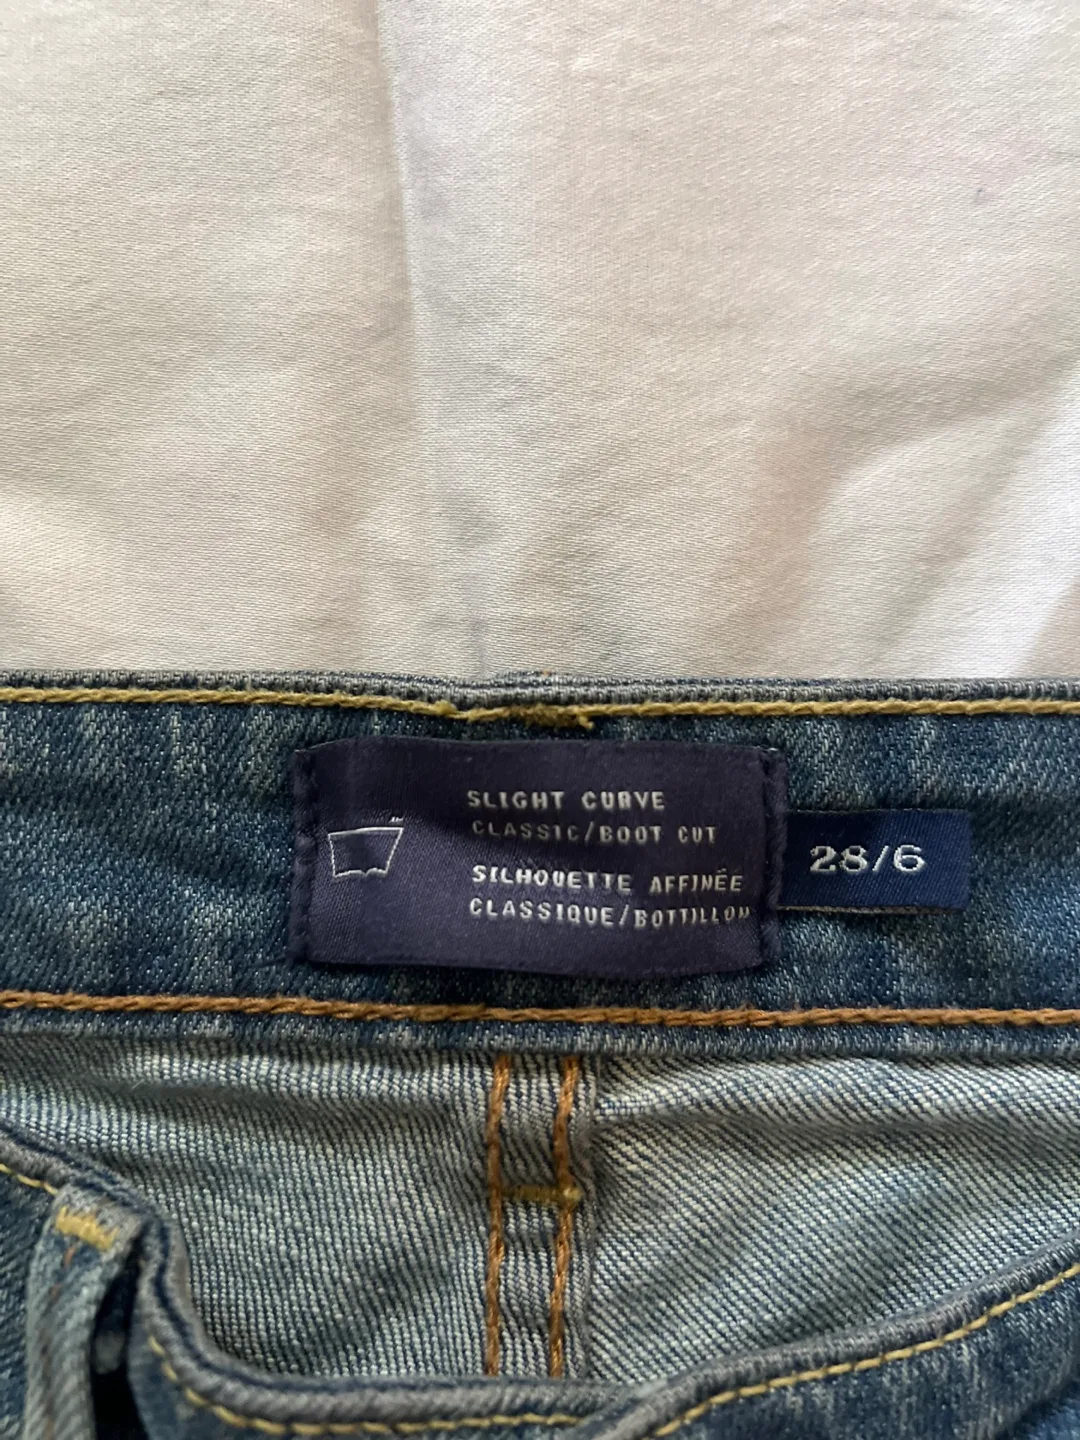 SLIGHT CURVE
CLASSIC/BOOT CUT
SILHOUETTE AFFINÉE
CLASSIQUE/BOTTILLON
28/6